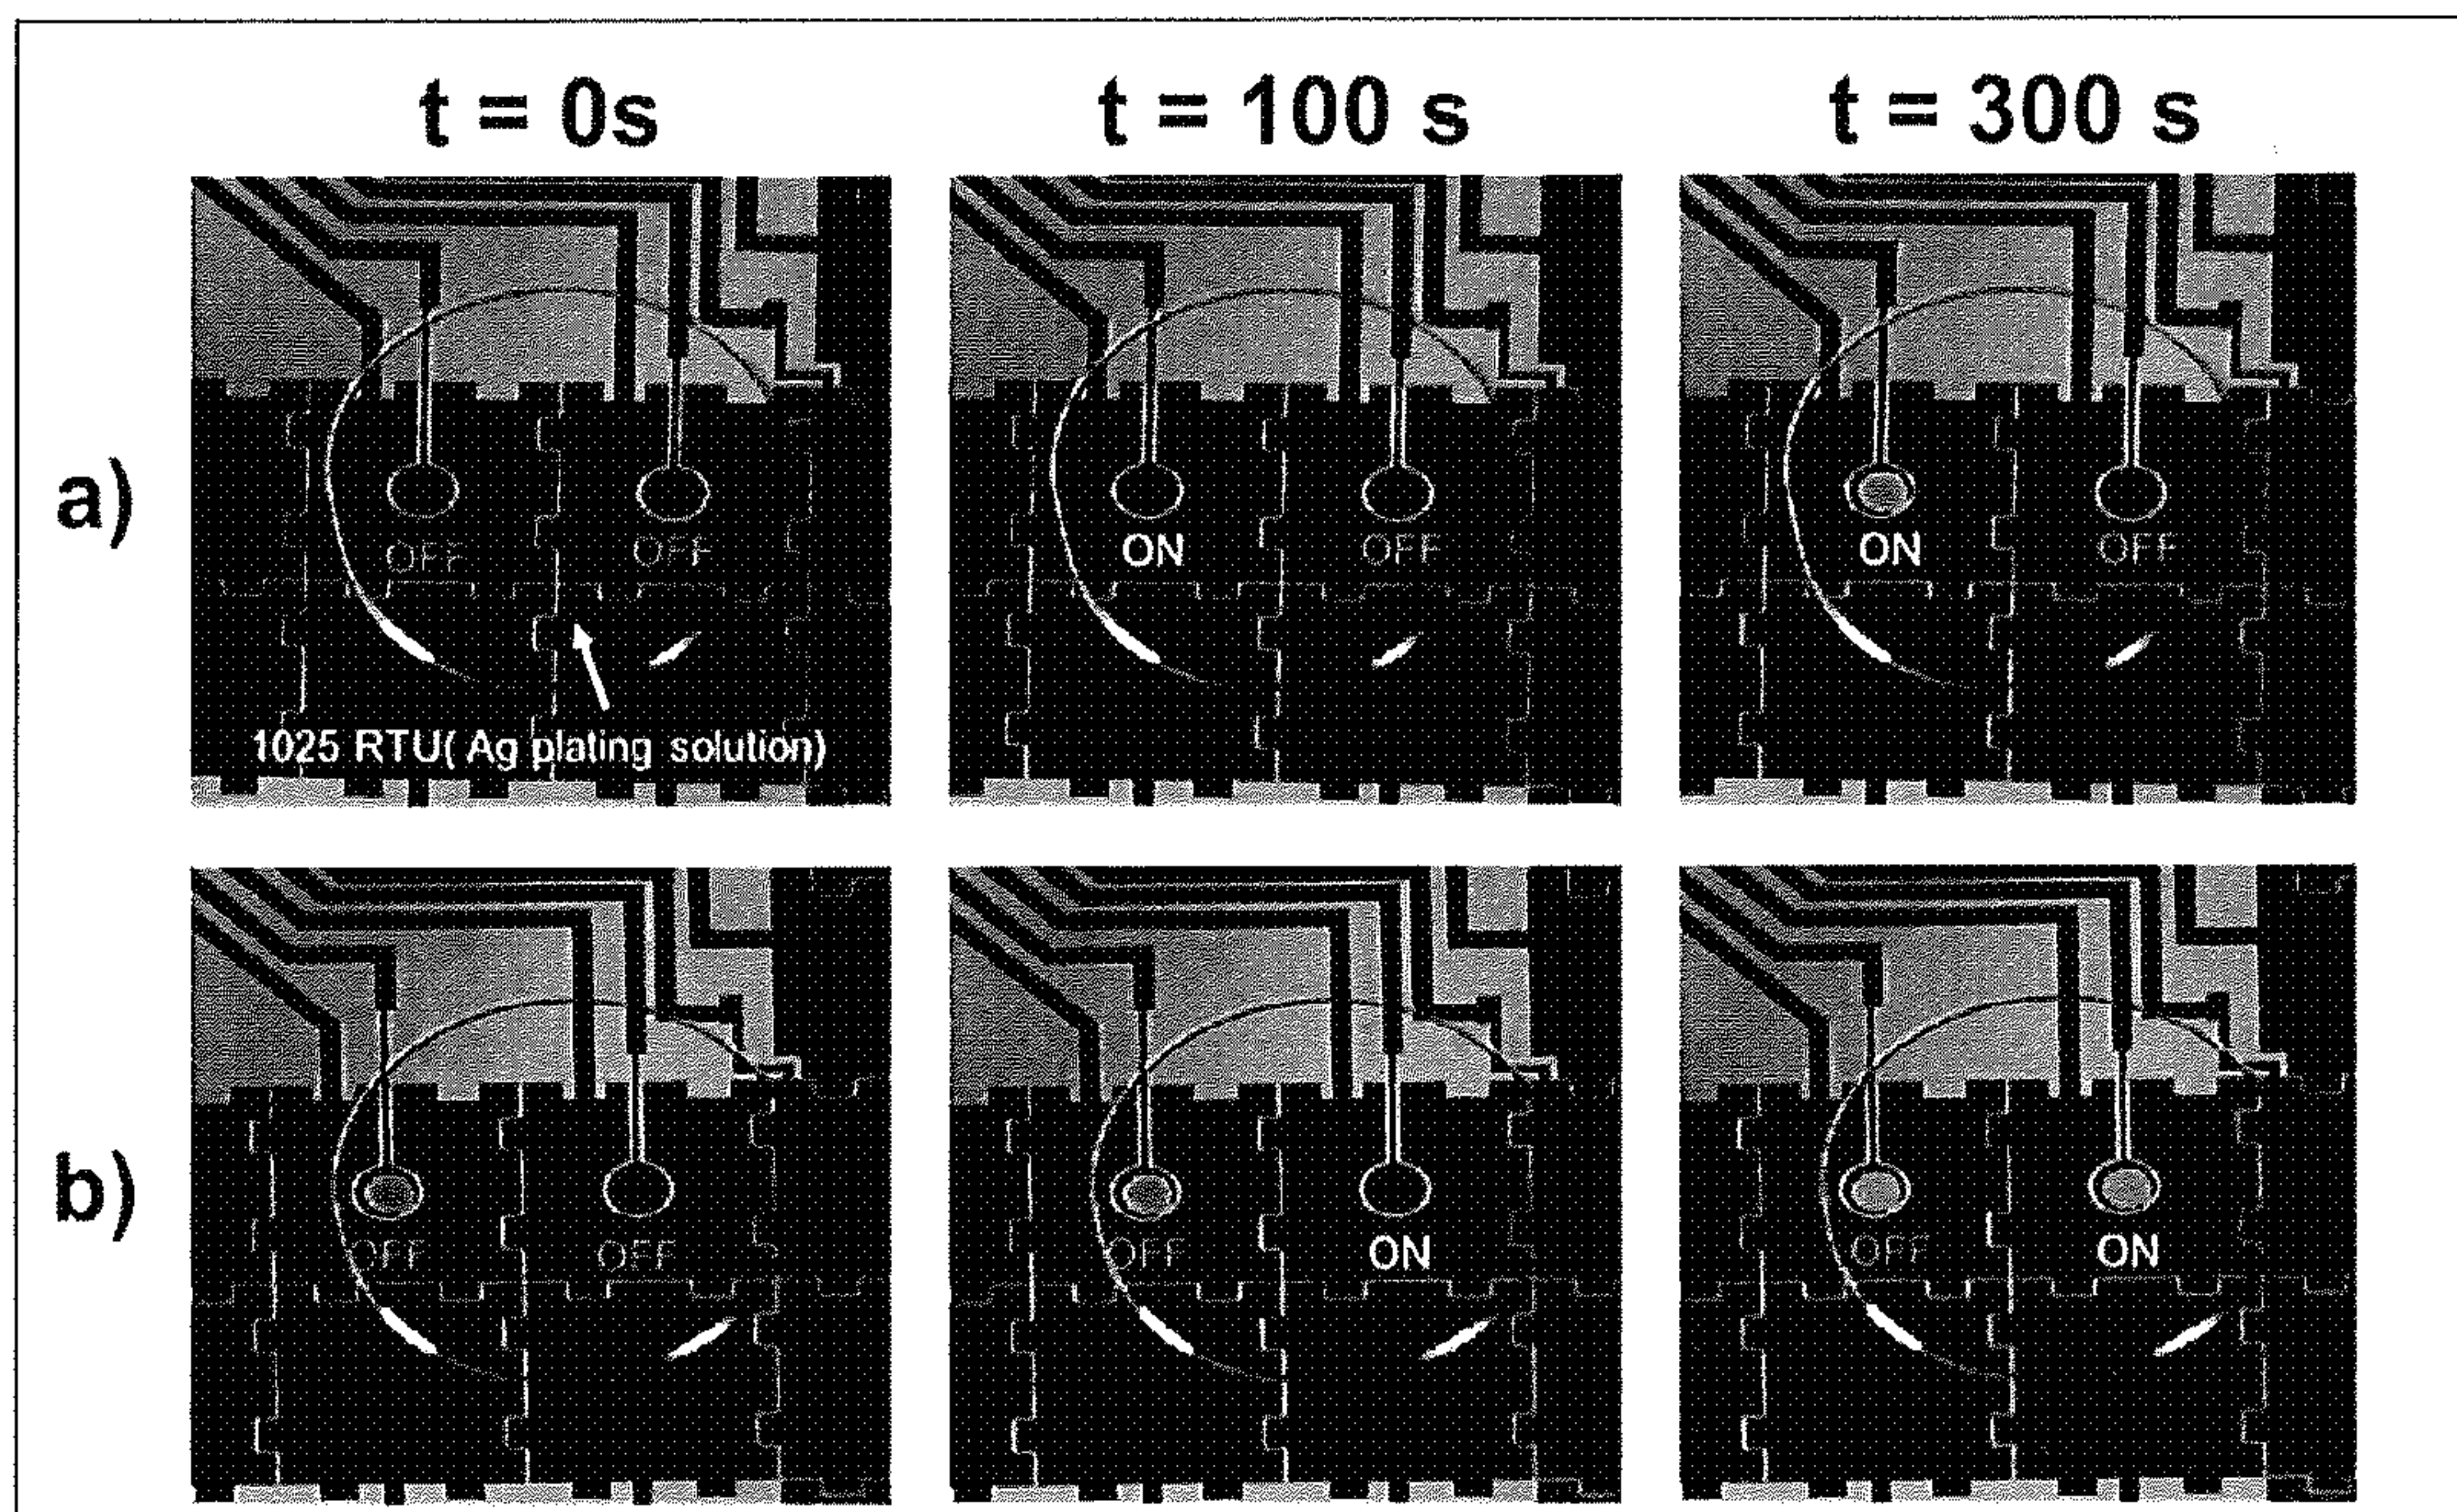 t = 0s
t = 100 s
t = 300 s
a)
OFF
OFF
ON
OFF
ON
OFF
1025 RTU( Ag plating solution)
b)
OFF
OFF
OFF
ON
OFF
ON